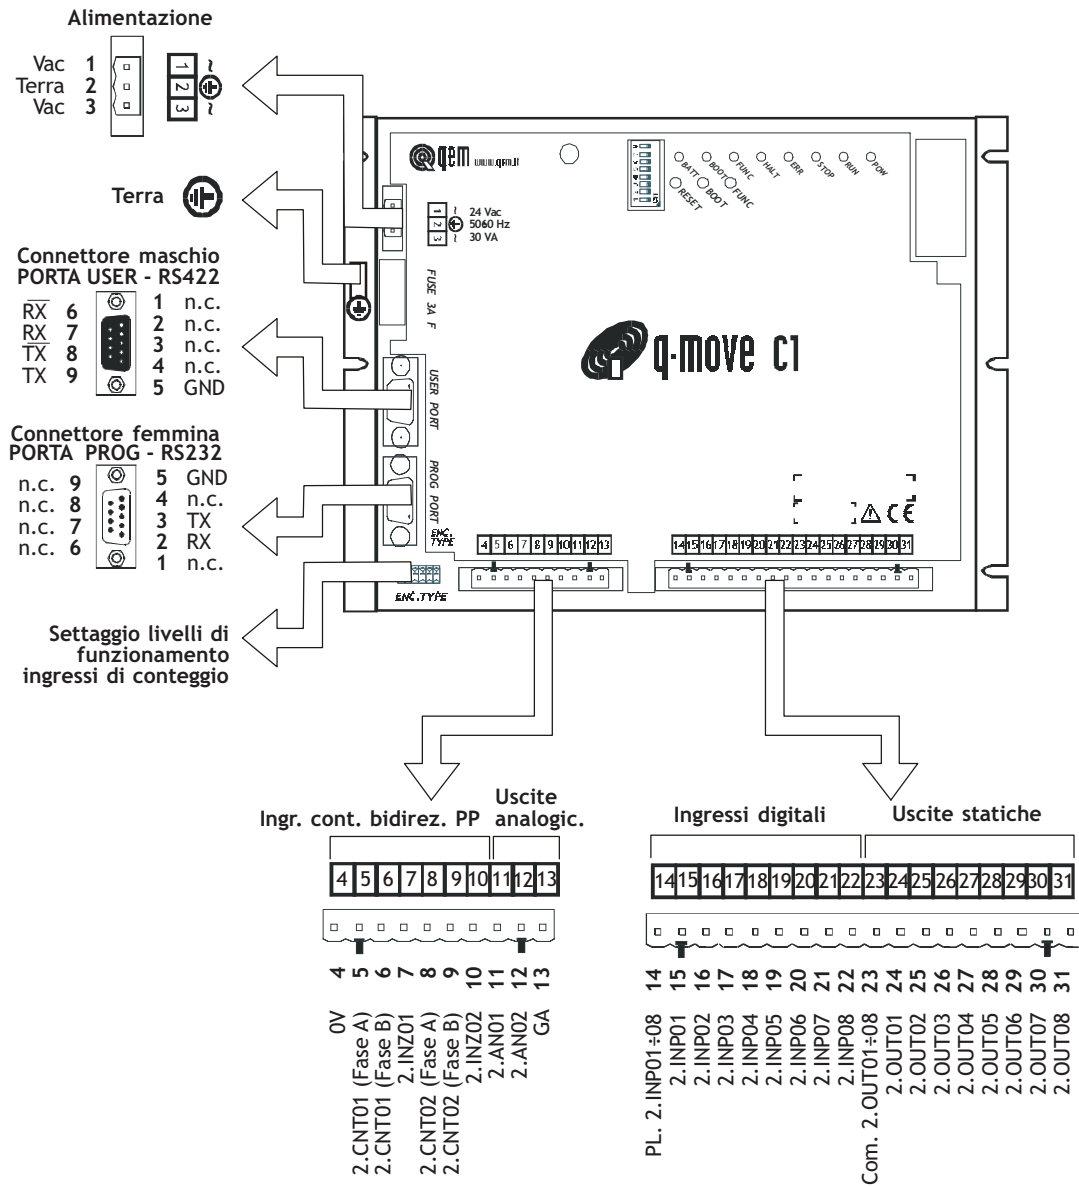 Alimentazione
Vac 1
Terra 2
Vac 3
1 ~
2
3 ~
Terra
Connettore maschio
PORTA USER - RS422
R̅X̅ 6
RX 7
T̅X̅ 8
TX 9
1 n.c.
2 n.c.
3 n.c.
4 n.c.
5 GND
Connettore femmina
PORTA PROG - RS232
n.c. 9
n.c. 8
n.c. 7
n.c. 6
5 GND
4 n.c.
3 TX
2 RX
1 n.c.
Settaggio livelli di
funzionamento
ingressi di conteggio
qem www.qem.it
BATT
BOOT
FUNC
HALT
ERR
STOP
RUN
POW
RESET
BOOT
FUNC
1 ~ 24 Vac
2 5060 Hz
3 ~ 30 VA
FUSE 3A F
USER PORT
PROG PORT
q-move C1
CE
ENC.
TYPE
ENC.TYPE
4 5 6 7 8 9 10 11 12 13
14 15 16 17 18 19 20 21 22 23 24 25 26 27 28 29 30 31
Ingr. cont. bidirez. PP
Uscite
analogic.
4 5 6 7 8 9 10 11 12 13
4 0V
5 2.CNT01 (Fase A)
6 2.CNT01 (Fase B)
7 2.INZ01
8 2.CNT02 (Fase A)
9 2.CNT02 (Fase B)
10 2.INZ02
11 2.AN01
12 2.AN02
13 GA
Ingressi digitali
Uscite statiche
14 15 16 17 18 19 20 21 22 23 24 25 26 27 28 29 30 31
14 PL. 2.INP01÷08
15 2.INP01
16 2.INP02
17 2.INP03
18 2.INP04
19 2.INP05
20 2.INP06
21 2.INP07
22 2.INP08
23 Com. 2.OUT01÷08
24 2.OUT01
25 2.OUT02
26 2.OUT03
27 2.OUT04
28 2.OUT05
29 2.OUT06
30 2.OUT07
31 2.OUT08